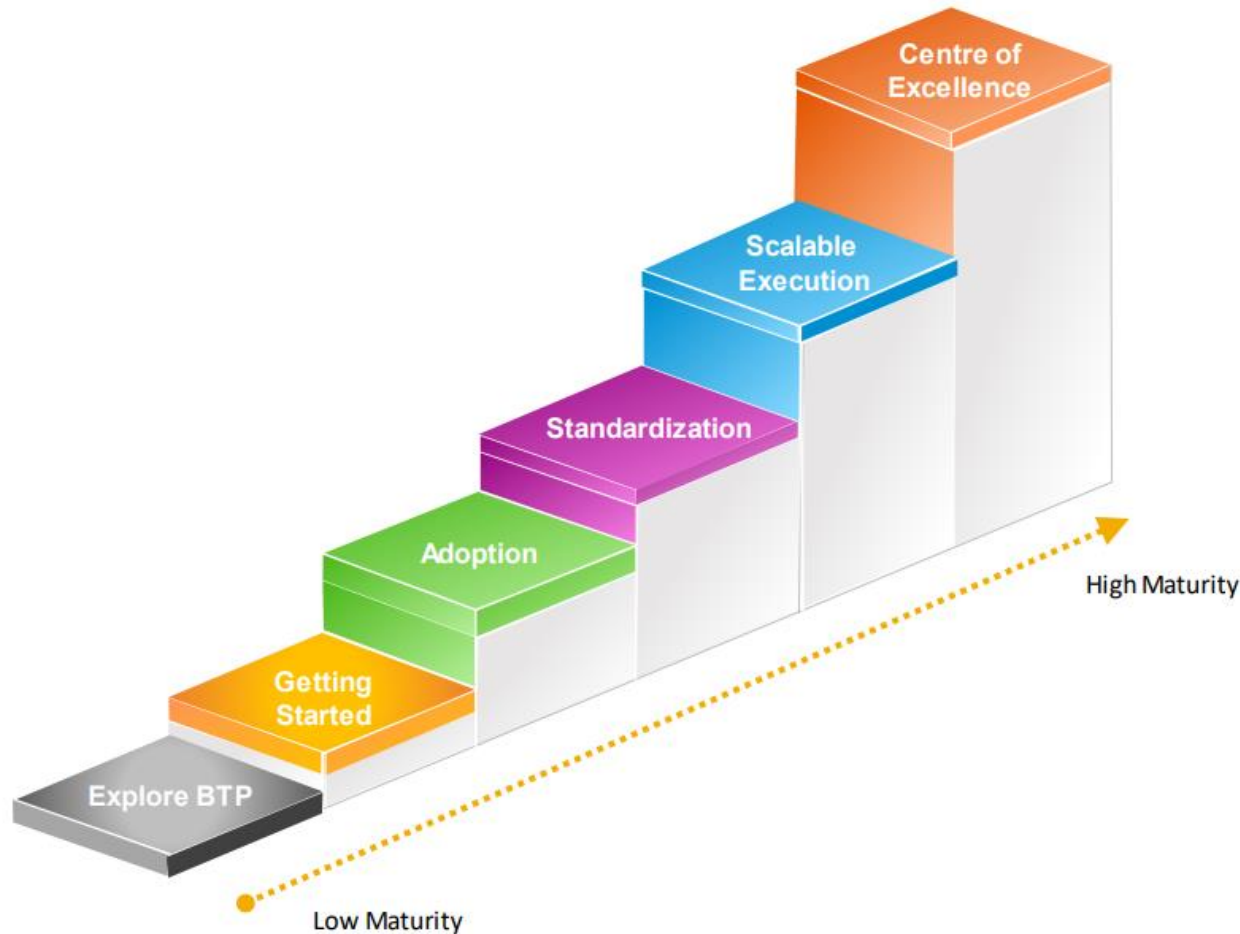 Centre of
Excellence
Scalable
Execution
Standardization
Adoption
Getting
Started
Explore BTP
High Maturity
Low Maturity